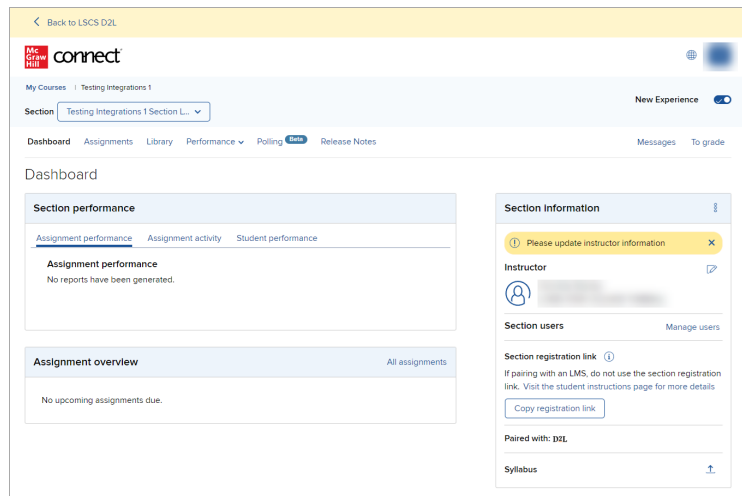 Back to LSCS D2L
Mc
Graw
Hill
connect
My Courses | Testing Integrations 1
Section Testing Integrations 1 Section L...
New Experience
Dashboard Assignments Library Performance Polling Beta Release Notes Messages To grade
Dashboard
Section performance
Assignment performance Assignment activity Student performance
Assignment performance
No reports have been generated.
Assignment overview All assignments
No upcoming assignments due.
Section information
Please update instructor information
Instructor
Section users Manage users
Section registration link
If pairing with an LMS, do not use the section registration
link. Visit the student instructions page for more details
Copy registration link
Paired with: D2L
Syllabus